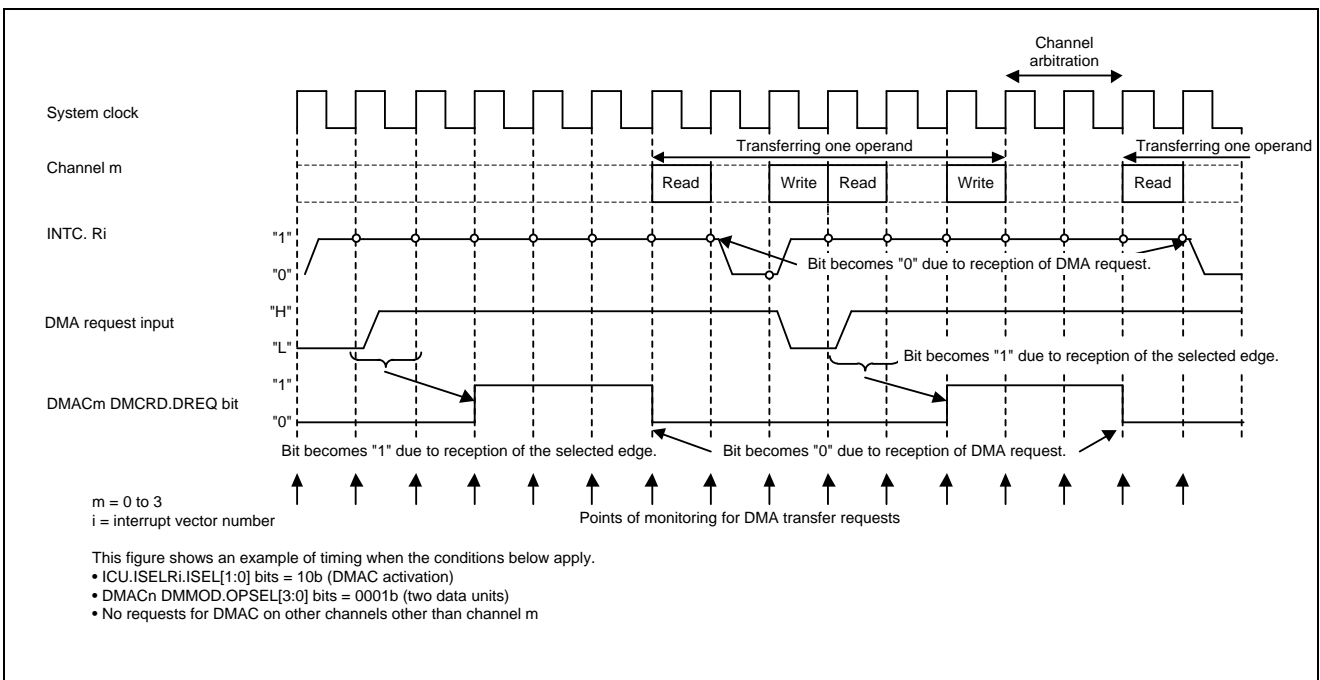 Channel
arbitration
System clock
Transferring one operand
Transferring one operand
Channel m
Read
Write
Read
Write
Read
INTC. Ri
"1"
"0"
Bit becomes "0" due to reception of DMA request.
DMA request input
"H"
"L"
Bit becomes "1" due to reception of the selected edge.
DMACm DMCRD.DREQ bit
"1"
"0"
Bit becomes "1" due to reception of the selected edge.
Bit becomes "0" due to reception of DMA request.
m = 0 to 3
i = interrupt vector number
Points of monitoring for DMA transfer requests
This figure shows an example of timing when the conditions below apply.
• ICU.ISELRi.ISEL[1:0] bits = 10b (DMAC activation)
• DMACn DMMOD.OPSEL[3:0] bits = 0001b (two data units)
• No requests for DMAC on other channels other than channel m